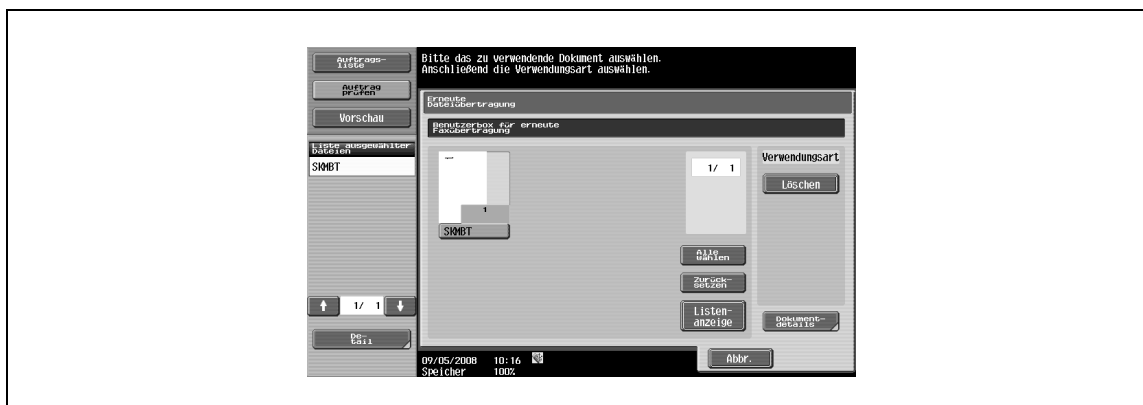 Auftrags-
liste
Auftrag
prüfen
Vorschau
Liste ausgewählter
Dateien
SKMBT
1/ 1
De-
tail
Bitte das zu verwendende Dokument auswählen.
Anschließend die Verwendungsart auswählen.
Erneute
Dateiübertragung
Benutzerbox für erneute
Faxübertragung
1
SKMBT
1/ 1
Alle
wählen
Zurück-
setzen
Listen-
anzeige
Verwendungsart
Löschen
Dokument-
details
Abbr.
09/05/2008 10:16
Speicher 100%